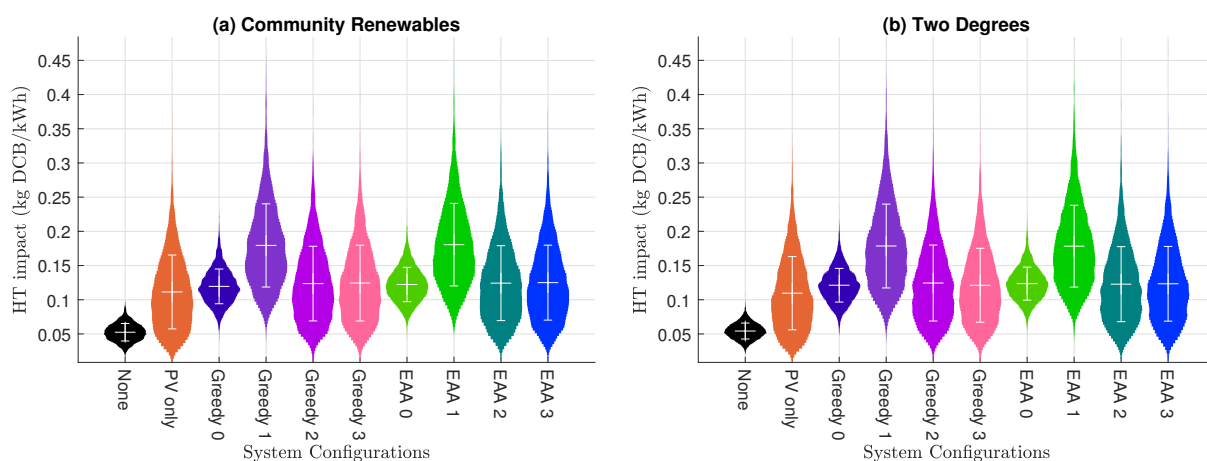 (a) Community Renewables
HT impact (kg DCB/kWh)
0.45
0.4
0.35
0.3
0.25
0.2
0.15
0.1
0.05
None
PV only
Greedy 0
Greedy 1
Greedy 2
Greedy 3
EAA 0
EAA 1
EAA 2
EAA 3
System Configurations
(b) Two Degrees
HT impact (kg DCB/kWh)
0.45
0.4
0.35
0.3
0.25
0.2
0.15
0.1
0.05
None
PV only
Greedy 0
Greedy 1
Greedy 2
Greedy 3
EAA 0
EAA 1
EAA 2
EAA 3
System Configurations